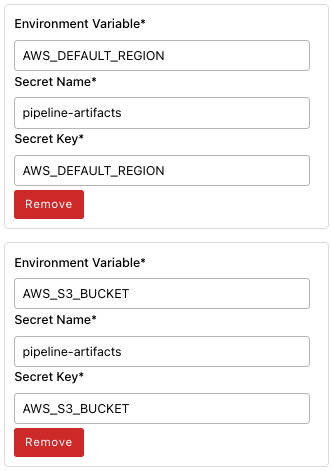 Environment Variable*
AWS_DEFAULT_REGION
Secret Name*
pipeline-artifacts
Secret Key*
AWS_DEFAULT_REGION
Remove
Environment Variable*
AWS_S3_BUCKET
Secret Name*
pipeline-artifacts
Secret Key*
AWS_S3_BUCKET
Remove